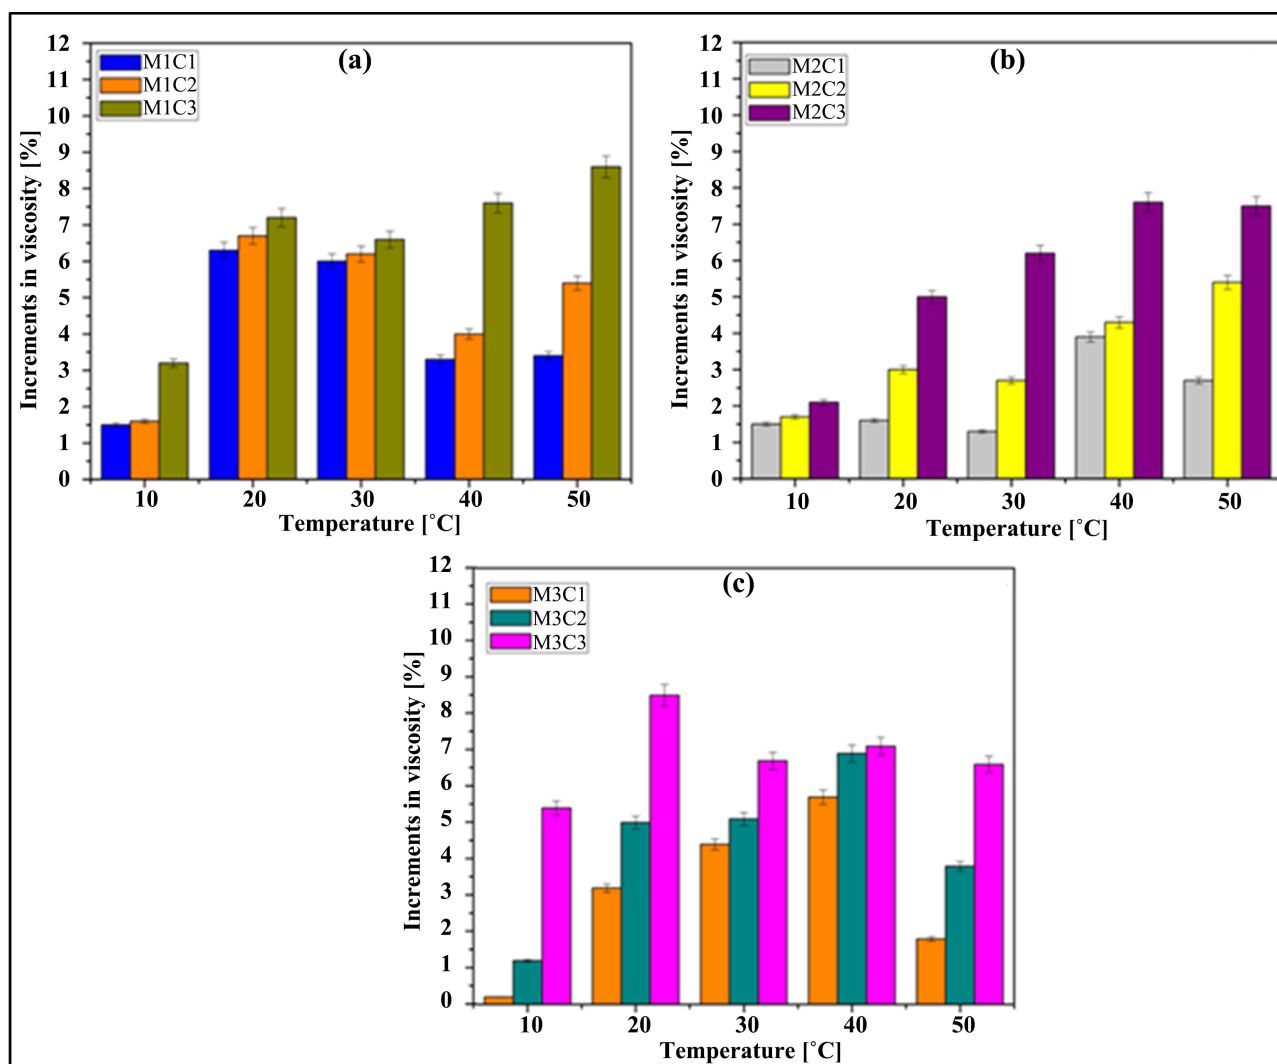 (a)
M1C1
M1C2
M1C3
Increments in viscosity [%]
12
11
10
9
8
7
6
5
4
3
2
1
0
10 20 30 40 50
Temperature [˚C]
(b)
M2C1
M2C2
M2C3
Increments in viscosity [%]
12
11
10
9
8
7
6
5
4
3
2
1
0
10 20 30 40 50
Temperature [˚C]
(c)
M3C1
M3C2
M3C3
Increments in viscosity [%]
12
11
10
9
8
7
6
5
4
3
2
1
0
10 20 30 40 50
Temperature [˚C]